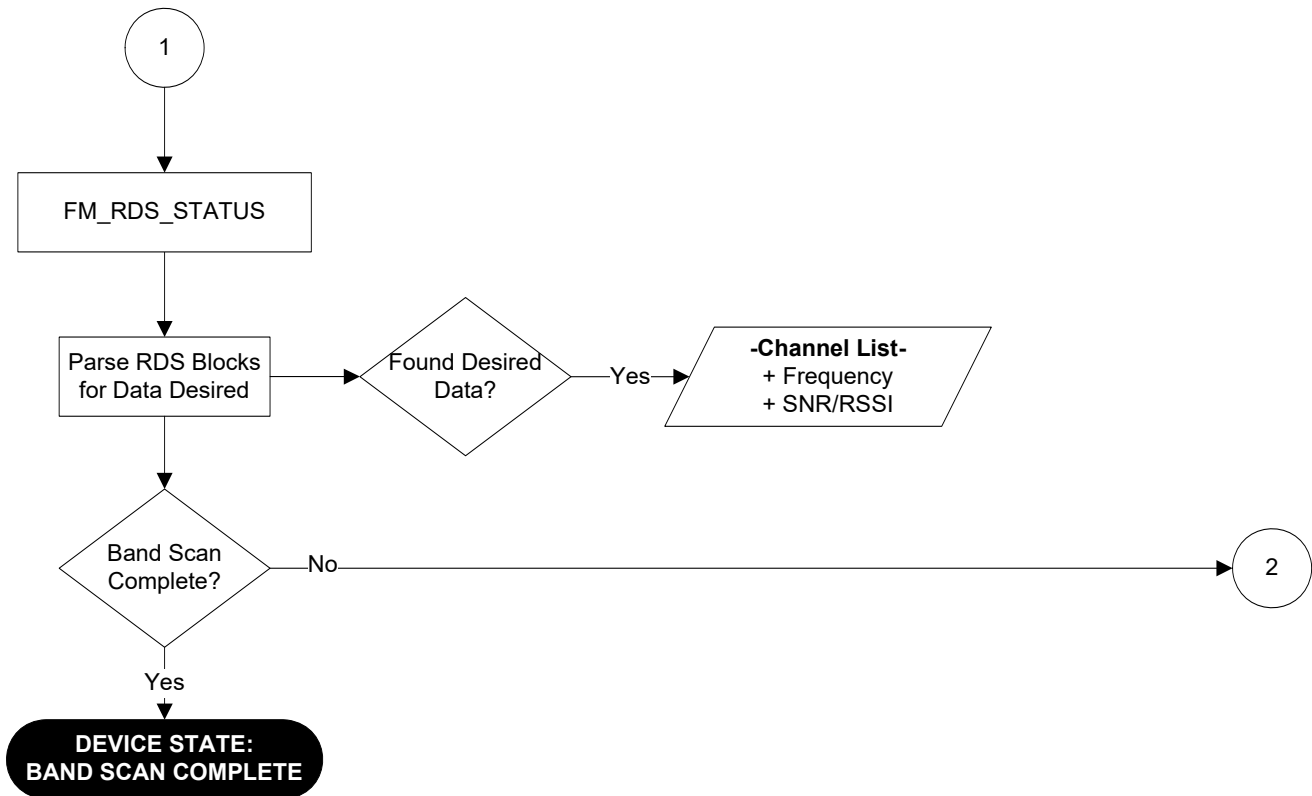 1
FM_RDS_STATUS
Parse RDS Blocks
for Data Desired
Found Desired
Data?
Yes
-Channel List-
+ Frequency
+ SNR/RSSI
Band Scan
Complete?
No
2
Yes
DEVICE STATE:
BAND SCAN COMPLETE